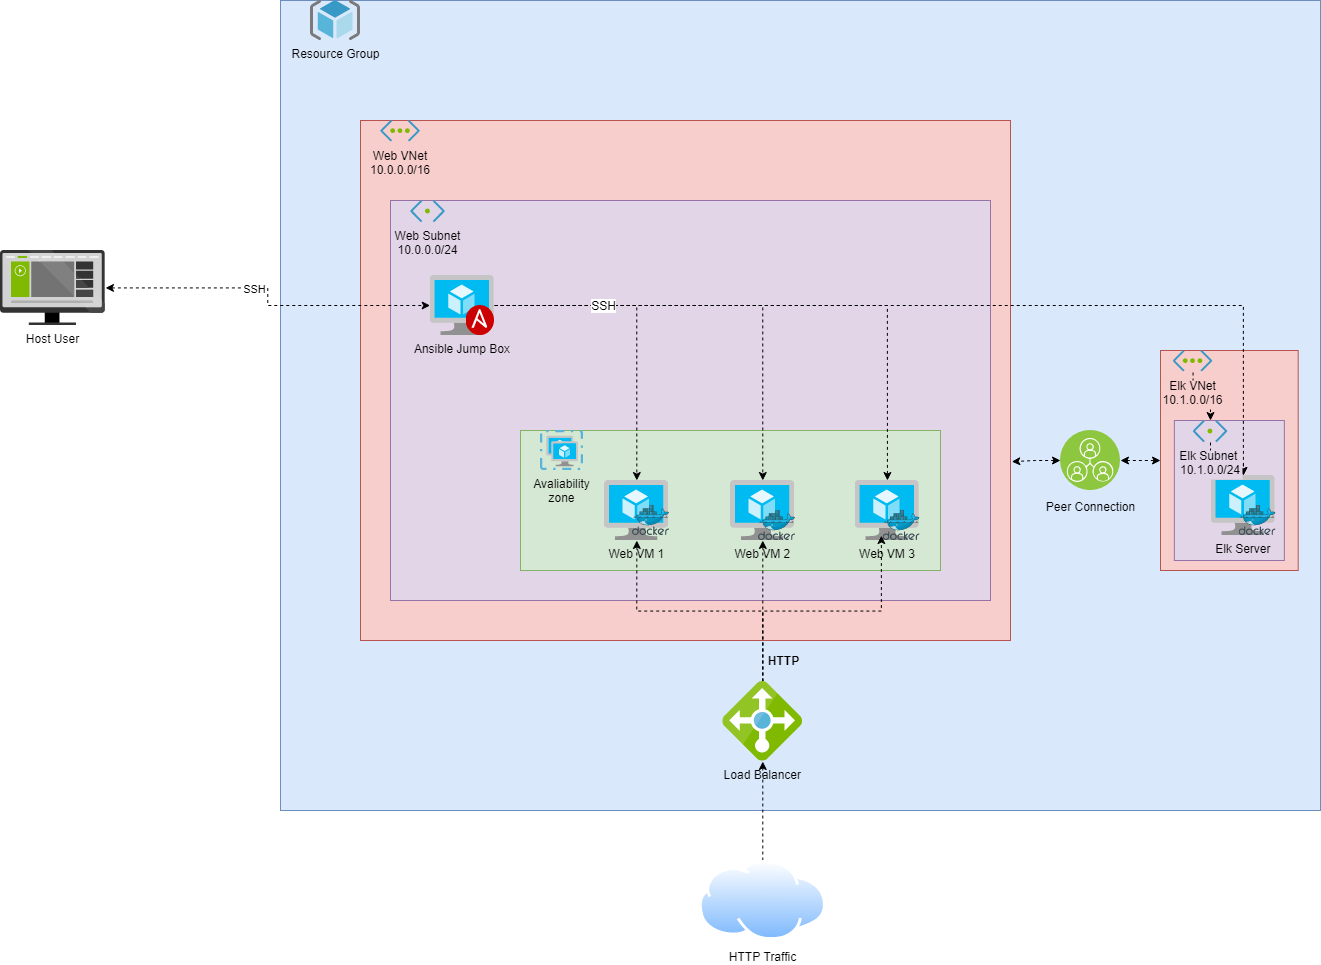 Resource Group
Web VNet
10.0.0.0/16
Web Subnet
10.0.0.0/24
SSH
Host User
SSH
Ansible Jump Box
Elk VNet
10.1.0.0/16
Elk Subnet
10.1.0.0/24
Avaliability
zone
Peer Connection
docker
docker
docker
docker
Web VM 1
Web VM 2
Web VM 3
Elk Server
HTTP
Load Balancer
HTTP Traffic